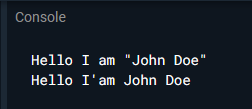 Console
Hello I am "John Doe"
Hello I'am John Doe